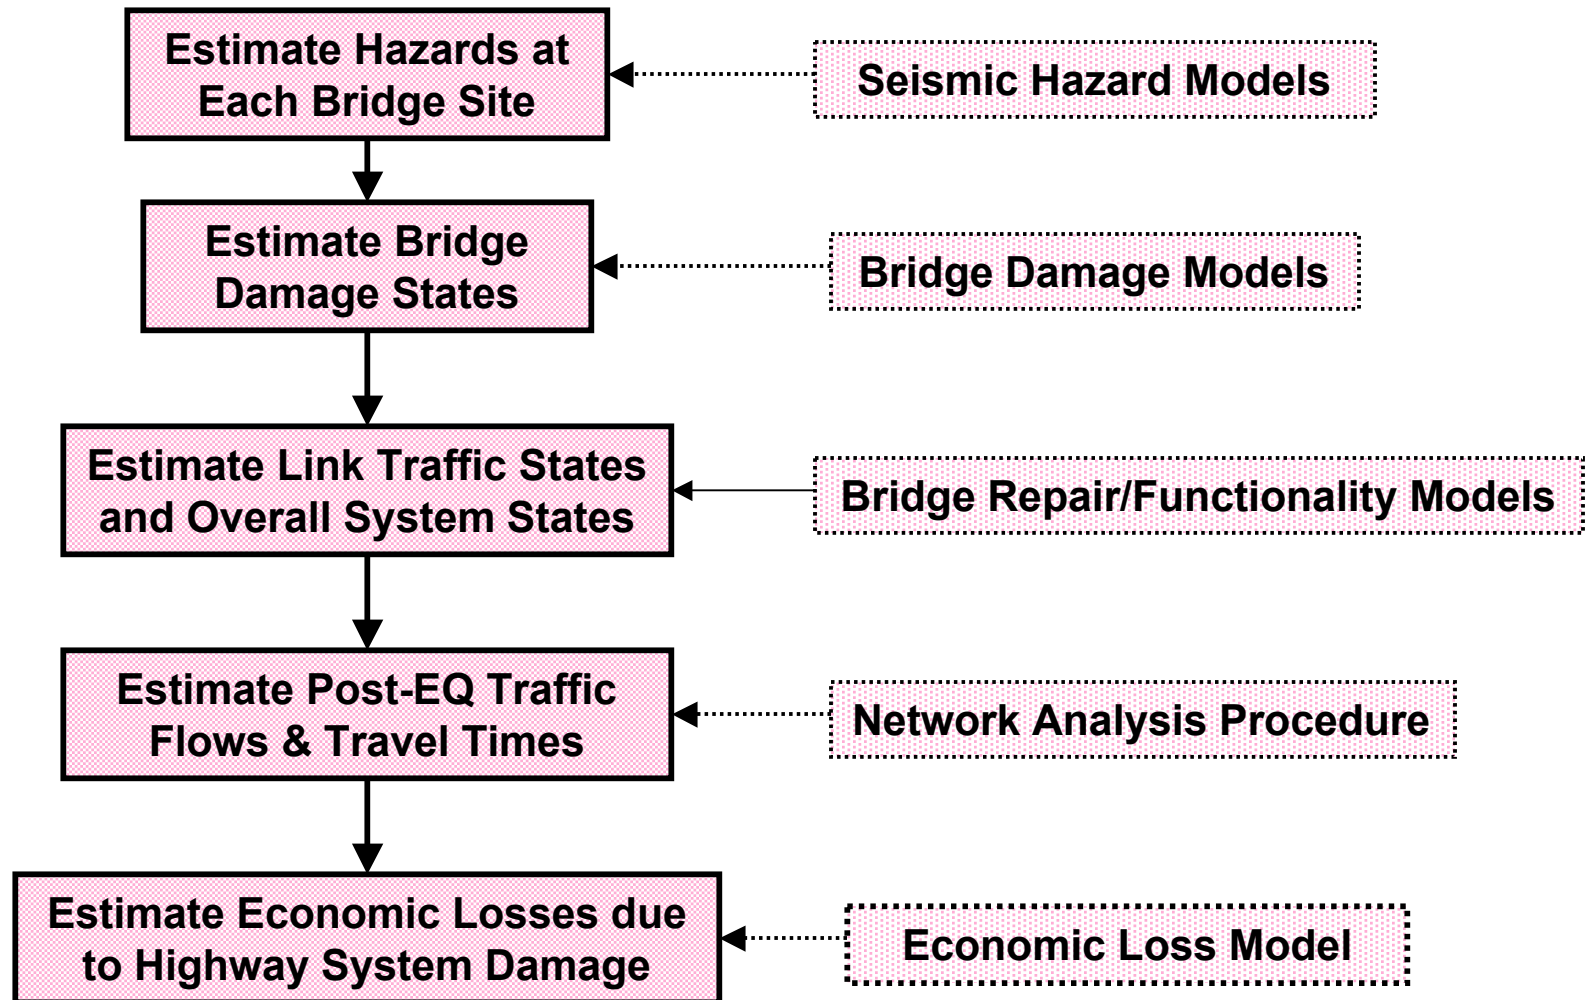 Estimate Hazards at
Each Bridge Site
Seismic Hazard Models
Estimate Bridge
Damage States
Bridge Damage Models
Estimate Link Traffic States
and Overall System States
Bridge Repair/Functionality Models
Estimate Post-EQ Traffic
Flows & Travel Times
Network Analysis Procedure
Estimate Economic Losses due
to Highway System Damage
Economic Loss Model